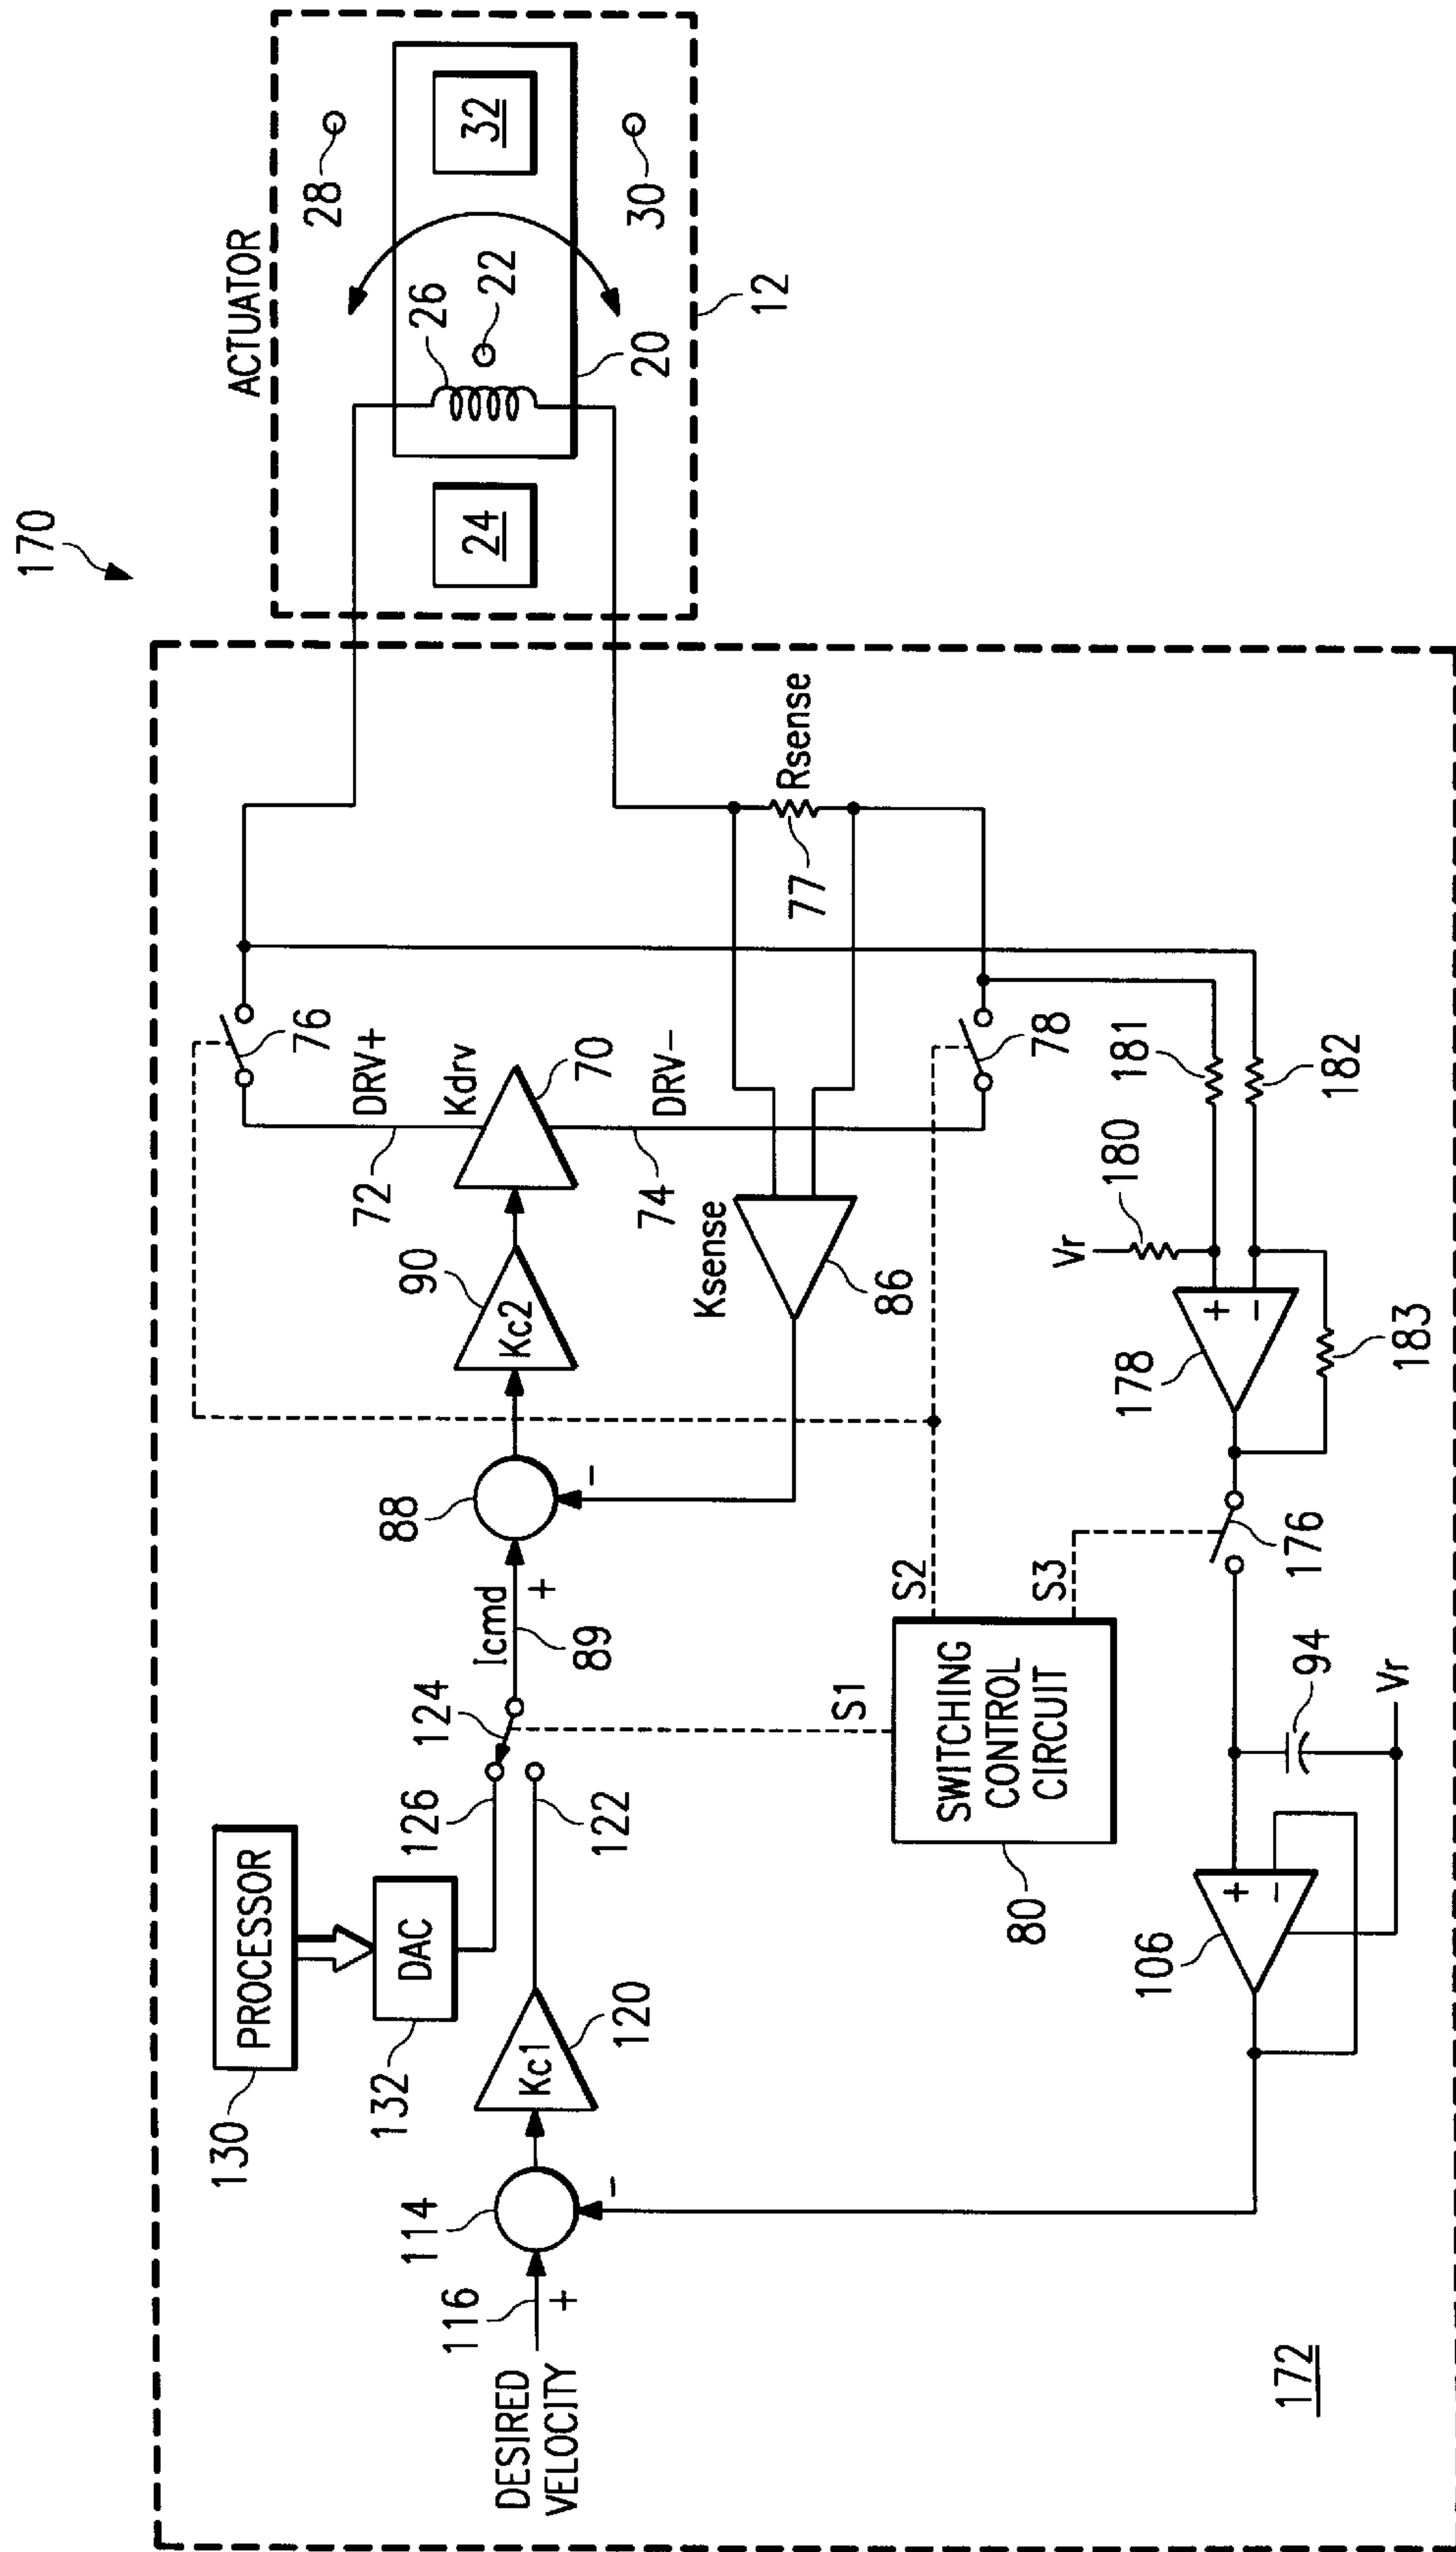 170
ACTUATOR
28
26
22
32
24
20
30
12
PROCESSOR
130
DAC
132
126
124
122
DESIRED
VELOCITY
116
+
114
-
Kc1
120
Icmd
89
+
88
-
Kc2
90
72
DRV+
Kdrv
70
74
DRV-
76
Ksense
86
77
Rsense
78
S1
S2
S3
SWITCHING
CONTROL
CIRCUIT
80
Vr
180
181
182
178
+
-
183
176
94
Vr
106
+
-
172